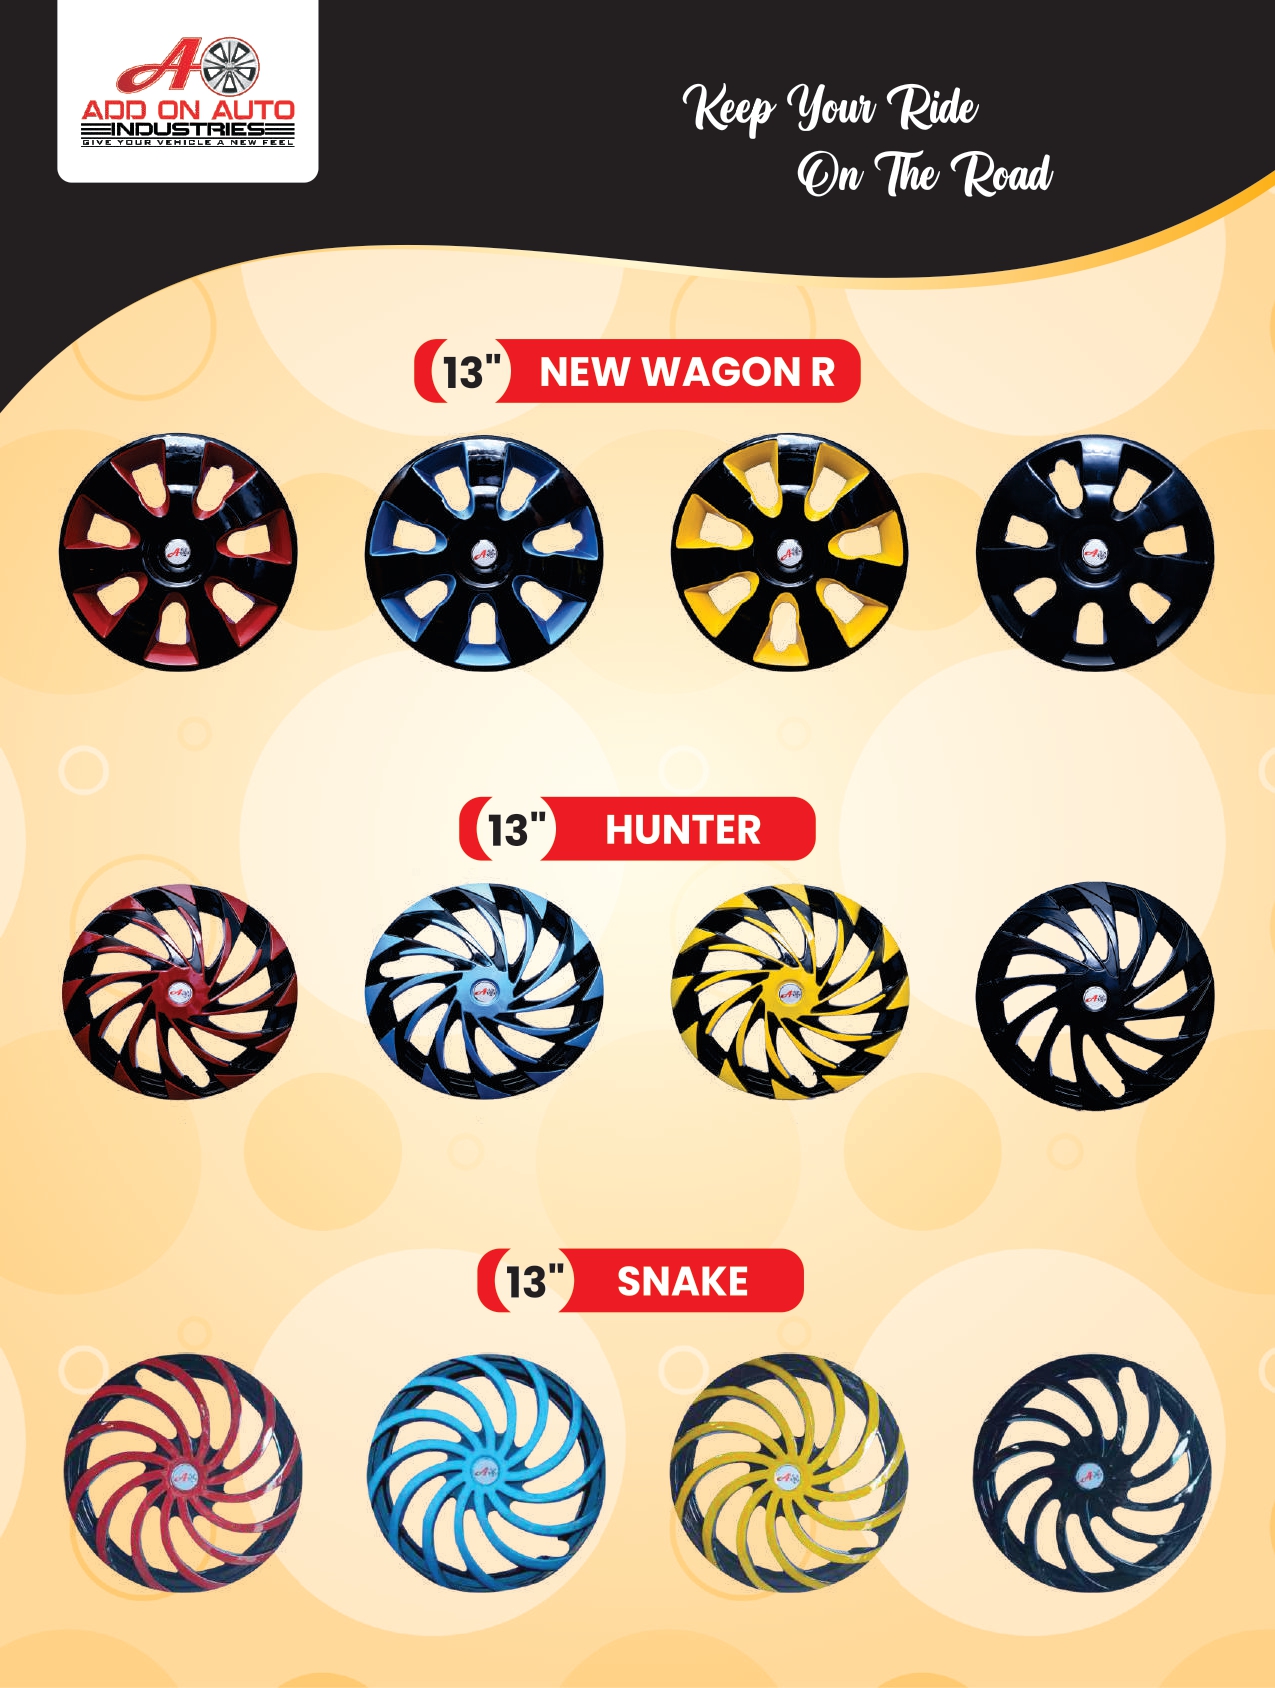 A
ADD ON AUTO
INDUSTRIES
GIVE YOUR VEHICLE A NEW FEEL
Keep Your Ride
On The Road
13" NEW WAGON R
13" HUNTER
13" SNAKE